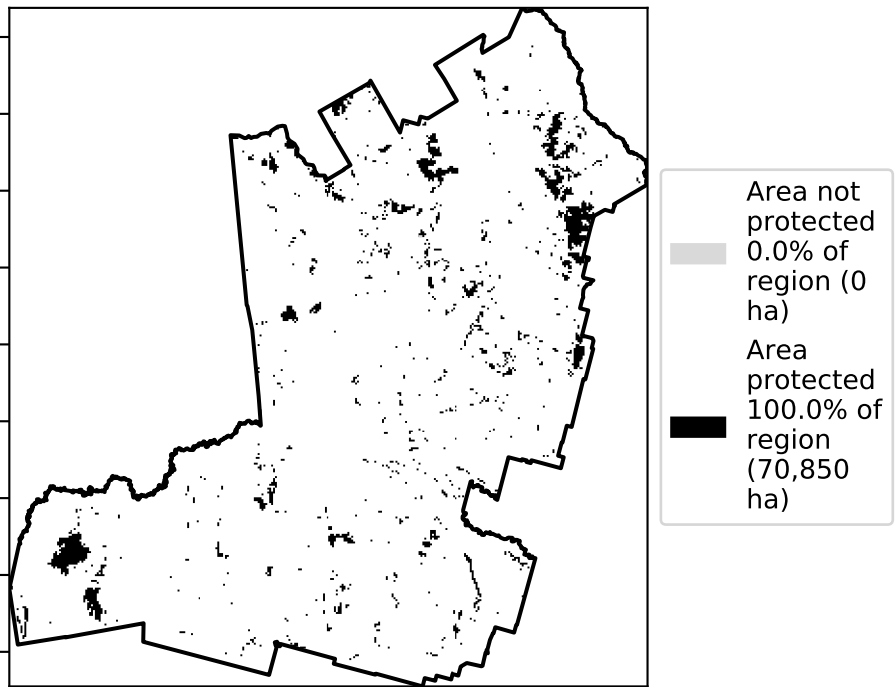 Area not
protected
0.0% of
region (0
ha)
Area
protected
100.0% of
region
(70,850
ha)